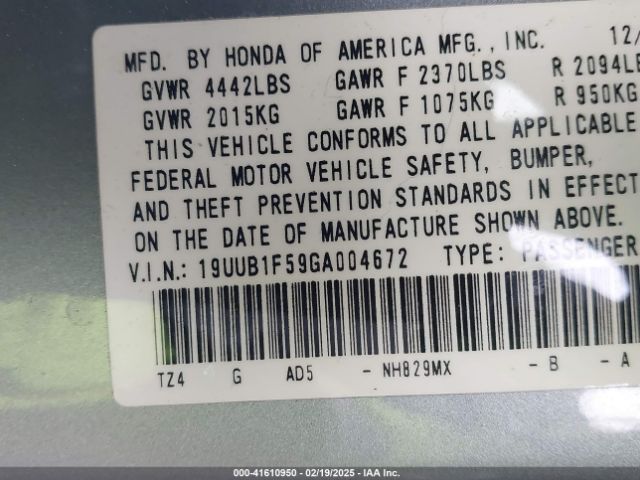 MFD. BY HONDA OF AMERICA MFG., INC. 12/
GVWR 4442LBS GAWR F 2370LBS R 2094LB
GVWR 2015KG GAWR F 1075KG R 950KG
THIS VEHICLE CONFORMS TO ALL APPLICABLE
FEDERAL MOTOR VEHICLE SAFETY, BUMPER,
AND THEFT PREVENTION STANDARDS IN EFFECT
ON THE DATE OF MANUFACTURE SHOWN ABOVE.
V.I.N.: 19UUB1F59GA004672 TYPE: PASSENGER
TZ4 G AD5 - NH829MX - B - A
000-41610950 - 02/19/2025 - IAA Inc.